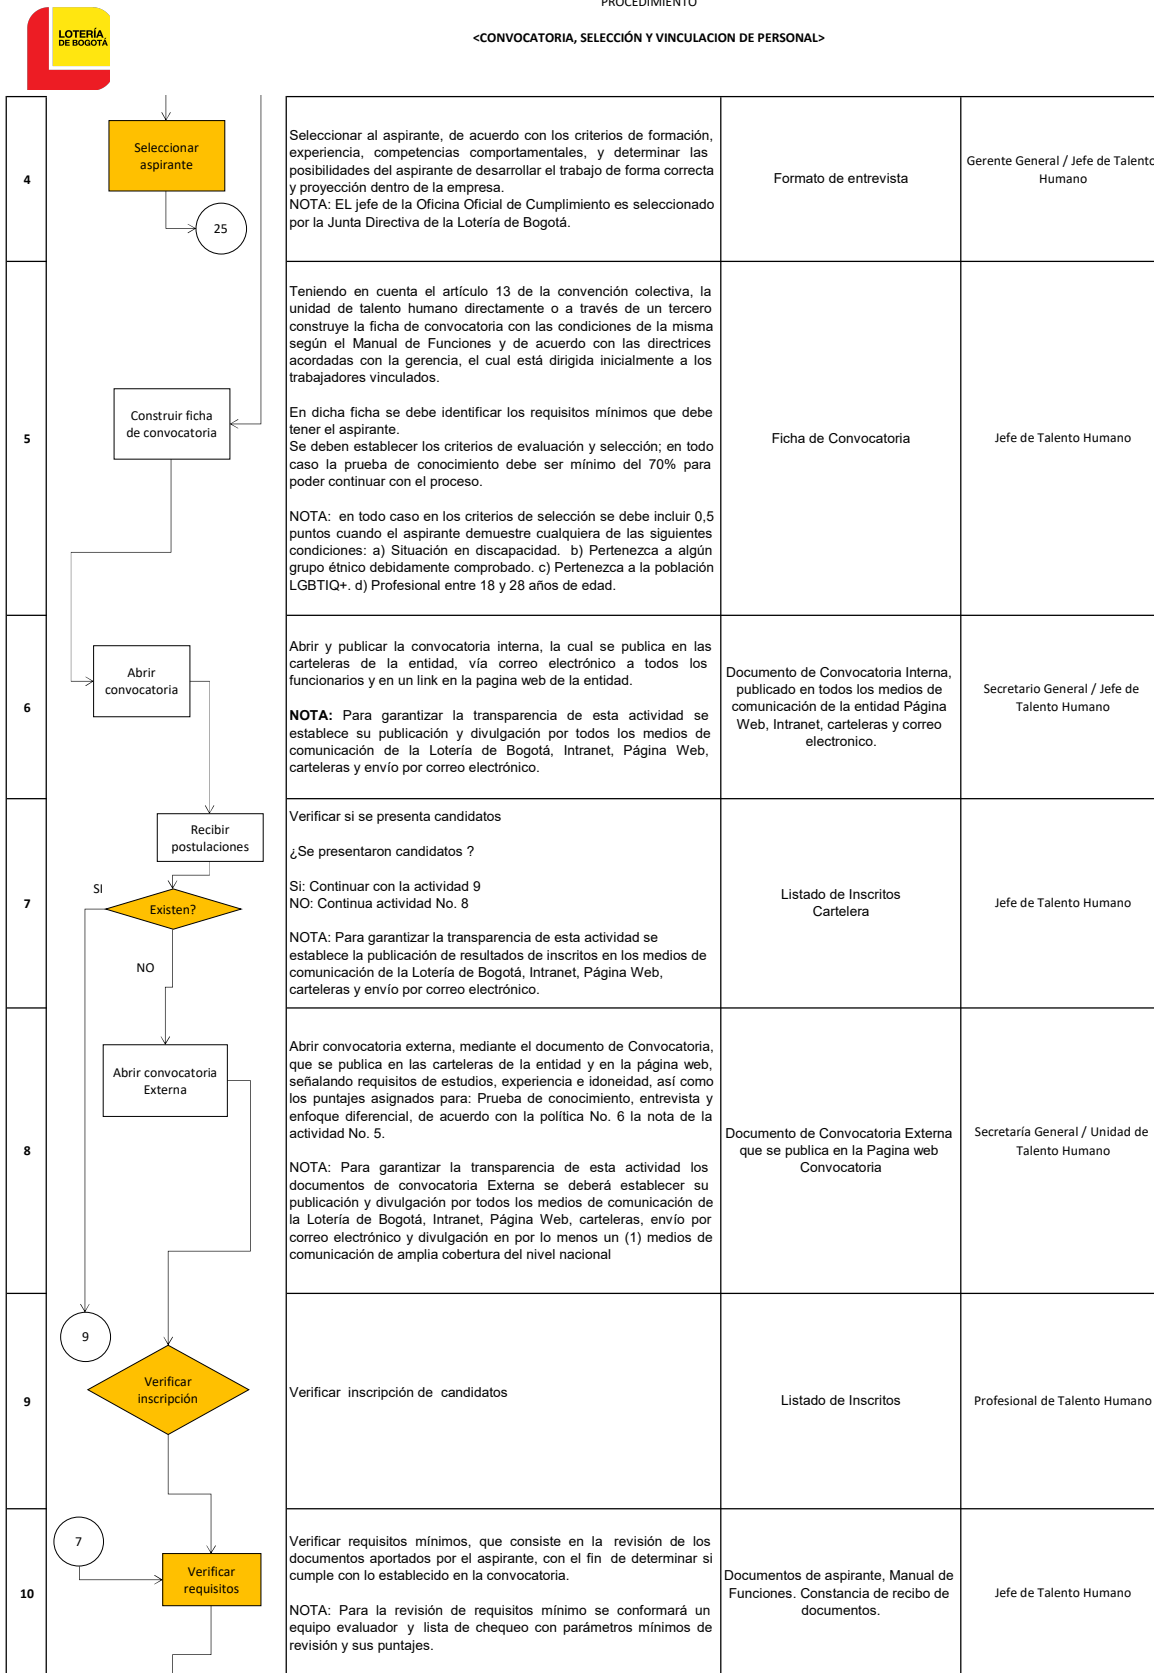 PROCEDIMIENTO
LOTERÍA
DE BOGOTÁ
<CONVOCATORIA, SELECCIÓN Y VINCULACION DE PERSONAL>
4
Seleccionar
aspirante
25
Seleccionar al aspirante, de acuerdo con los criterios de formación,
experiencia, competencias comportamentales, y determinar las
posibilidades del aspirante de desarrollar el trabajo de forma correcta
y proyección dentro de la empresa.
NOTA: EL jefe de la Oficina Oficial de Cumplimiento es seleccionado
por la Junta Directiva de la Lotería de Bogotá.
Formato de entrevista
Gerente General / Jefe de Talento
Humano
5
Construir ficha
de convocatoria
Teniendo en cuenta el artículo 13 de la convención colectiva, la
unidad de talento humano directamente o a través de un tercero
construye la ficha de convocatoria con las condiciones de la misma
según el Manual de Funciones y de acuerdo con las directrices
acordadas con la gerencia, el cual está dirigida inicialmente a los
trabajadores vinculados.
En dicha ficha se debe identificar los requisitos mínimos que debe
tener el aspirante.
Se deben establecer los criterios de evaluación y selección; en todo
caso la prueba de conocimiento debe ser mínimo del 70% para
poder continuar con el proceso.
NOTA: en todo caso en los criterios de selección se debe incluir 0,5
puntos cuando el aspirante demuestre cualquiera de las siguientes
condiciones: a) Situación en discapacidad. b) Pertenezca a algún
grupo étnico debidamente comprobado. c) Pertenezca a la población
LGBTIQ+. d) Profesional entre 18 y 28 años de edad.
Ficha de Convocatoria
Jefe de Talento Humano
6
Abrir
convocatoria
Abrir y publicar la convocatoria interna, la cual se publica en las
carteleras de la entidad, vía correo electrónico a todos los
funcionarios y en un link en la pagina web de la entidad.
NOTA: Para garantizar la transparencia de esta actividad se
establece su publicación y divulgación por todos los medios de
comunicación de la Lotería de Bogotá, Intranet, Página Web,
carteleras y envío por correo electrónico.
Documento de Convocatoria Interna,
publicado en todos los medios de
comunicación de la entidad Página
Web, Intranet, carteleras y correo
electronico.
Secretario General / Jefe de
Talento Humano
7
Recibir
postulaciones
SI
Existen?
NO
Verificar si se presenta candidatos
¿Se presentaron candidatos ?
Si: Continuar con la actividad 9
NO: Continua actividad No. 8
NOTA: Para garantizar la transparencia de esta actividad se
establece la publicación de resultados de inscritos en los medios de
comunicación de la Lotería de Bogotá, Intranet, Página Web,
carteleras y envío por correo electrónico.
Listado de Inscritos
Cartelera
Jefe de Talento Humano
8
Abrir convocatoria
Externa
Abrir convocatoria externa, mediante el documento de Convocatoria,
que se publica en las carteleras de la entidad y en la página web,
señalando requisitos de estudios, experiencia e idoneidad, así como
los puntajes asignados para: Prueba de conocimiento, entrevista y
enfoque diferencial, de acuerdo con la política No. 6 la nota de la
actividad No. 5.
NOTA: Para garantizar la transparencia de esta actividad los
documentos de convocatoria Externa se deberá establecer su
publicación y divulgación por todos los medios de comunicación de
la Lotería de Bogotá, Intranet, Página Web, carteleras, envío por
correo electrónico y divulgación en por lo menos un (1) medios de
comunicación de amplia cobertura del nivel nacional
Documento de Convocatoria Externa
que se publica en la Pagina web
Convocatoria
Secretaría General / Unidad de
Talento Humano
9
9
Verificar
inscripción
Verificar inscripción de candidatos
Listado de Inscritos
Profesional de Talento Humano
10
7
Verificar
requisitos
Verificar requisitos mínimos, que consiste en la revisión de los
documentos aportados por el aspirante, con el fin de determinar si
cumple con lo establecido en la convocatoria.
NOTA: Para la revisión de requisitos mínimo se conformará un
equipo evaluador y lista de chequeo con parámetros mínimos de
revisión y sus puntajes.
Documentos de aspirante, Manual de
Funciones. Constancia de recibo de
documentos.
Jefe de Talento Humano